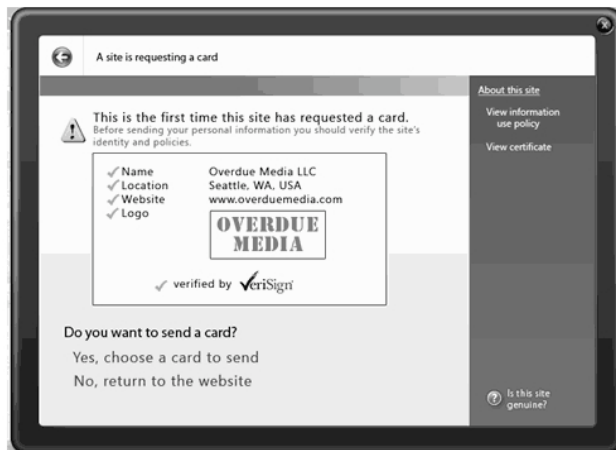 A site is requesting a card
This is the first time this site has requested a card.
Before sending your personal information you should verify the site's
identity and policies.
Name Overdue Media LLC
Location Seattle, WA, USA
Website www.overduemedia.com
Logo
OVERDUE
MEDIA
verified by VeriSign
Do you want to send a card?
Yes, choose a card to send
No, return to the website
About this site
View information
use policy
View certificate
Is this site
genuine?